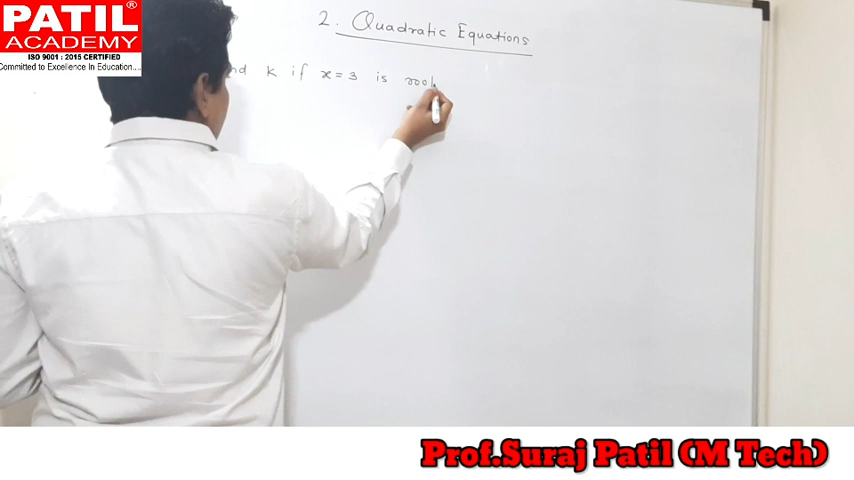 PATIL®
ACADEMY
ISO 9001 : 2015 CERTIFIED
Committed to Excellence In Education....
2. Quadratic Equations
nd k if x = 3 is root
Prof.Suraj Patil (M Tech)